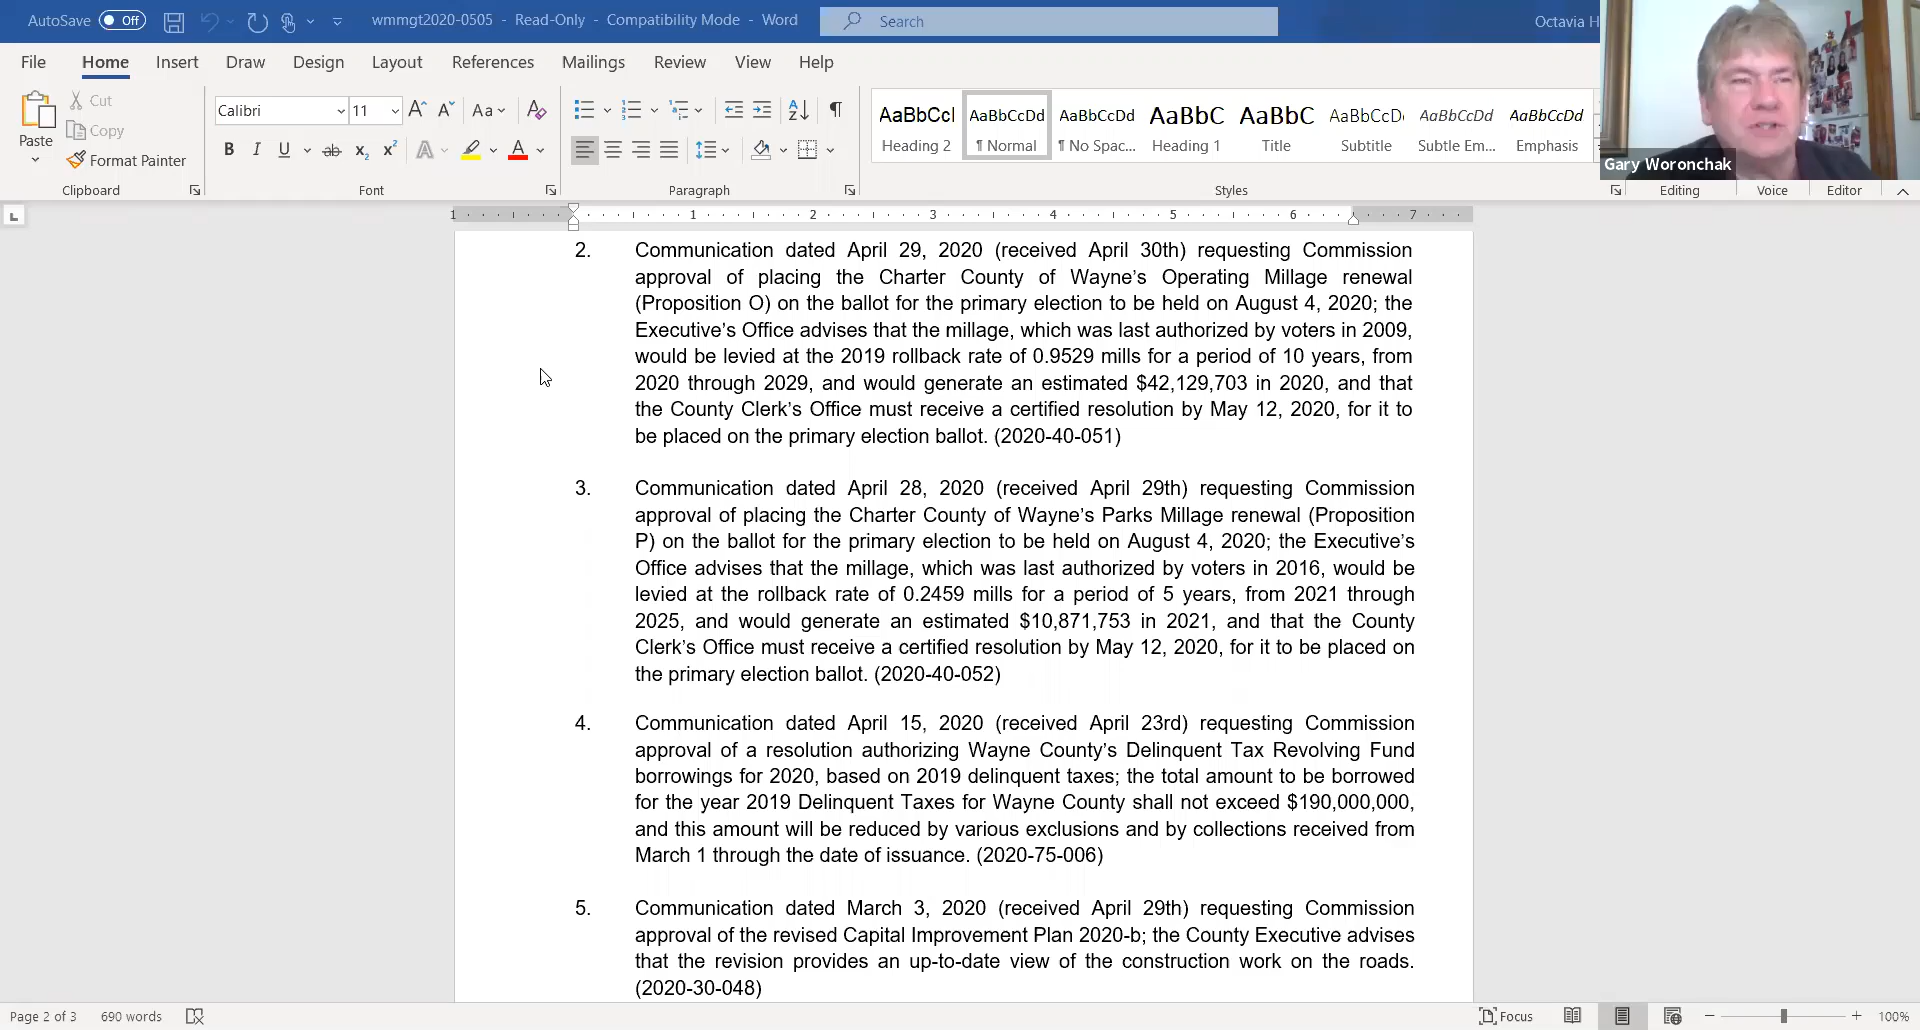 AutoSave Off wmmgt2020-0505 - Read-Only - Compatibility Mode - Word Search Octavia H
File Home Insert Draw Design Layout References Mailings Review View Help
Paste Cut Copy Format Painter
Calibri 11 Aa
B I U ab x₂ x² A A
AaBbCcI AaBbCcDd AaBbCcDd AaBbC AaBbC AaBbCcD AaBbCcDd AaBbCcDd
Heading 2 ¶ Normal ¶ No Spac... Heading 1 Title Subtitle Subtle Em... Emphasis
Gary Woronchak
Clipboard Font Paragraph Styles Editing Voice Editor
1 1 2 3 4 5 6 7
2. Communication dated April 29, 2020 (received April 30th) requesting Commission
approval of placing the Charter County of Wayne's Operating Millage renewal
(Proposition O) on the ballot for the primary election to be held on August 4, 2020; the
Executive's Office advises that the millage, which was last authorized by voters in 2009,
would be levied at the 2019 rollback rate of 0.9529 mills for a period of 10 years, from
2020 through 2029, and would generate an estimated $42,129,703 in 2020, and that
the County Clerk's Office must receive a certified resolution by May 12, 2020, for it to
be placed on the primary election ballot. (2020-40-051)
3. Communication dated April 28, 2020 (received April 29th) requesting Commission
approval of placing the Charter County of Wayne's Parks Millage renewal (Proposition
P) on the ballot for the primary election to be held on August 4, 2020; the Executive's
Office advises that the millage, which was last authorized by voters in 2016, would be
levied at the rollback rate of 0.2459 mills for a period of 5 years, from 2021 through
2025, and would generate an estimated $10,871,753 in 2021, and that the County
Clerk's Office must receive a certified resolution by May 12, 2020, for it to be placed on
the primary election ballot. (2020-40-052)
4. Communication dated April 15, 2020 (received April 23rd) requesting Commission
approval of a resolution authorizing Wayne County's Delinquent Tax Revolving Fund
borrowings for 2020, based on 2019 delinquent taxes; the total amount to be borrowed
for the year 2019 Delinquent Taxes for Wayne County shall not exceed $190,000,000,
and this amount will be reduced by various exclusions and by collections received from
March 1 through the date of issuance. (2020-75-006)
5. Communication dated March 3, 2020 (received April 29th) requesting Commission
approval of the revised Capital Improvement Plan 2020-b; the County Executive advises
that the revision provides an up-to-date view of the construction work on the roads.
(2020-30-048)
Page 2 of 3 690 words Focus 100%